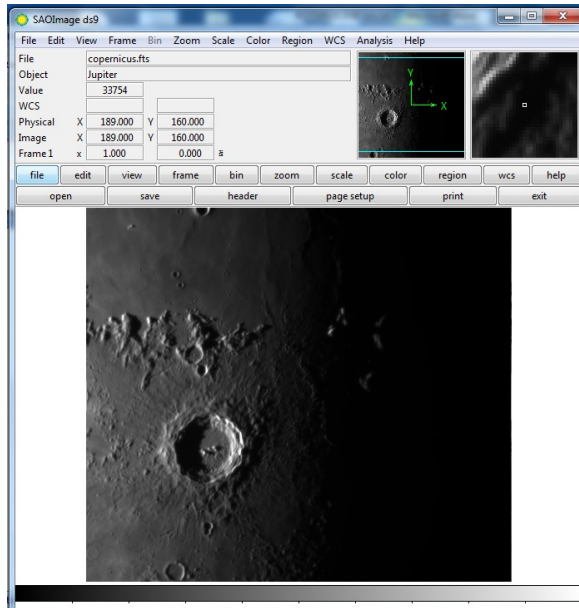 SAOImage ds9
File Edit View Frame Bin Zoom Scale Color Region WCS Analysis Help
File copernicus.fts
Object Jupiter
Value 33754
WCS
Physical X 189.000 Y 160.000
Image X 189.000 Y 160.000
Frame 1 x 1.000 0.000 °
Y
X
file edit view frame bin zoom scale color region wcs help
open save header page setup print exit